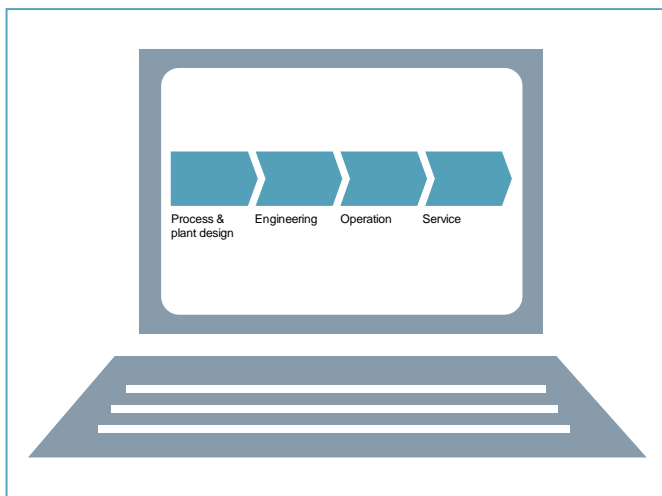 Process &
plant design
Engineering
Operation
Service